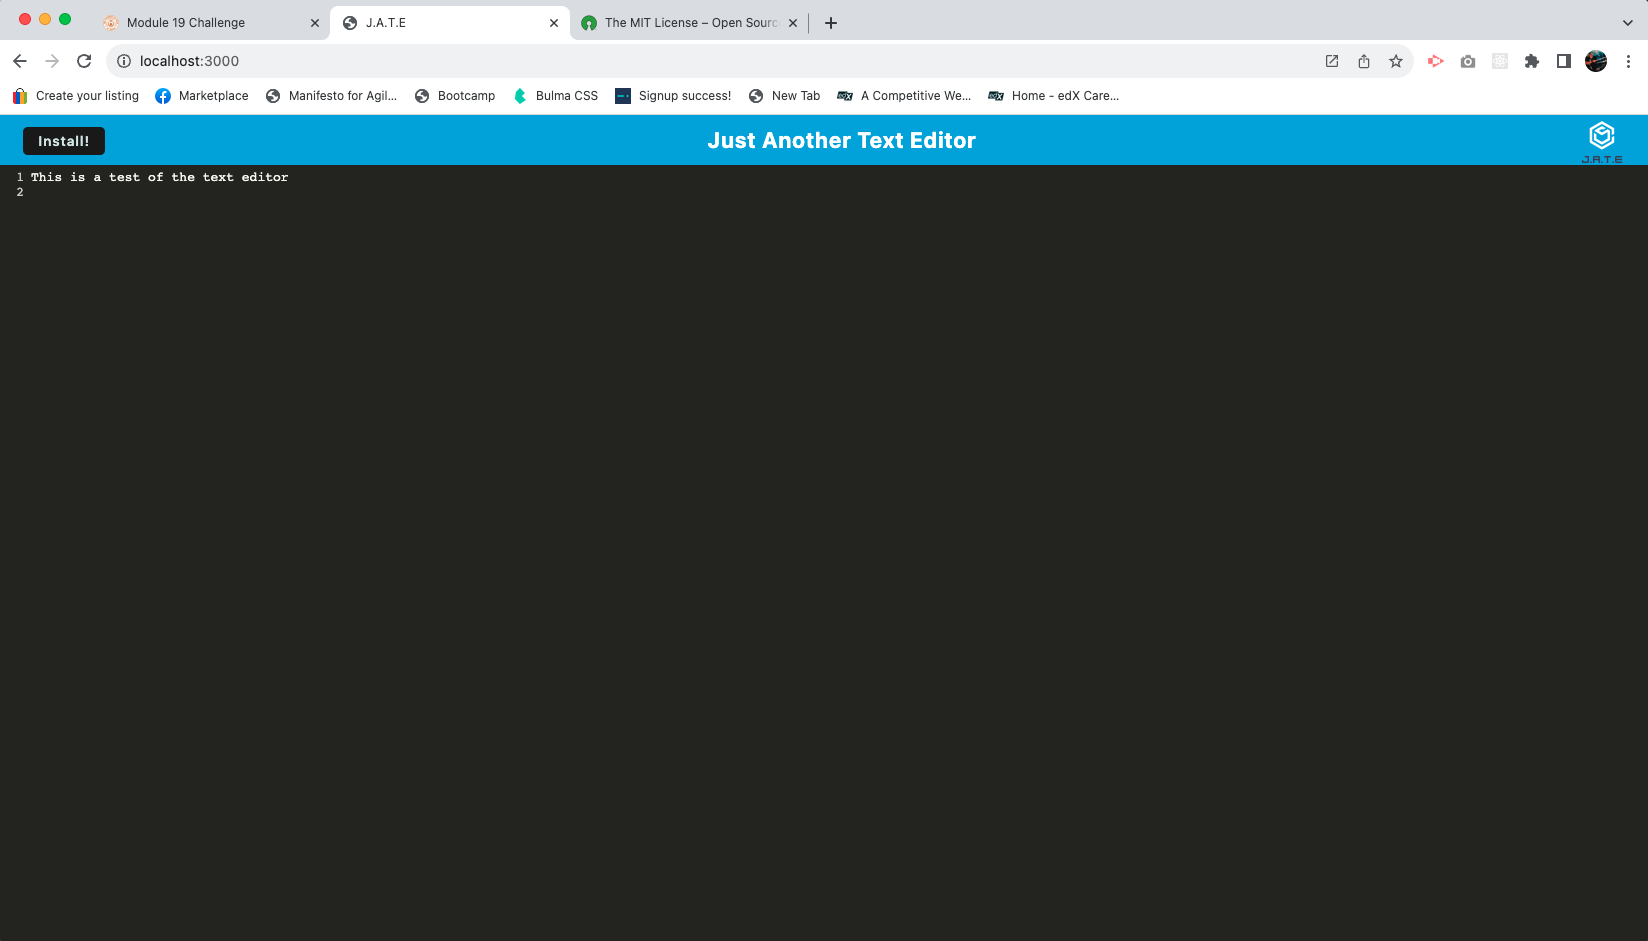 Module 19 Challenge
J.A.T.E
The MIT License – Open Sourc
localhost:3000
Create your listing
Marketplace
Manifesto for Agil...
Bootcamp
Bulma CSS
Signup success!
New Tab
A Competitive We...
Home - edX Care...
Install!
Just Another Text Editor
J.A.T.E
1 This is a test of the text editor
2